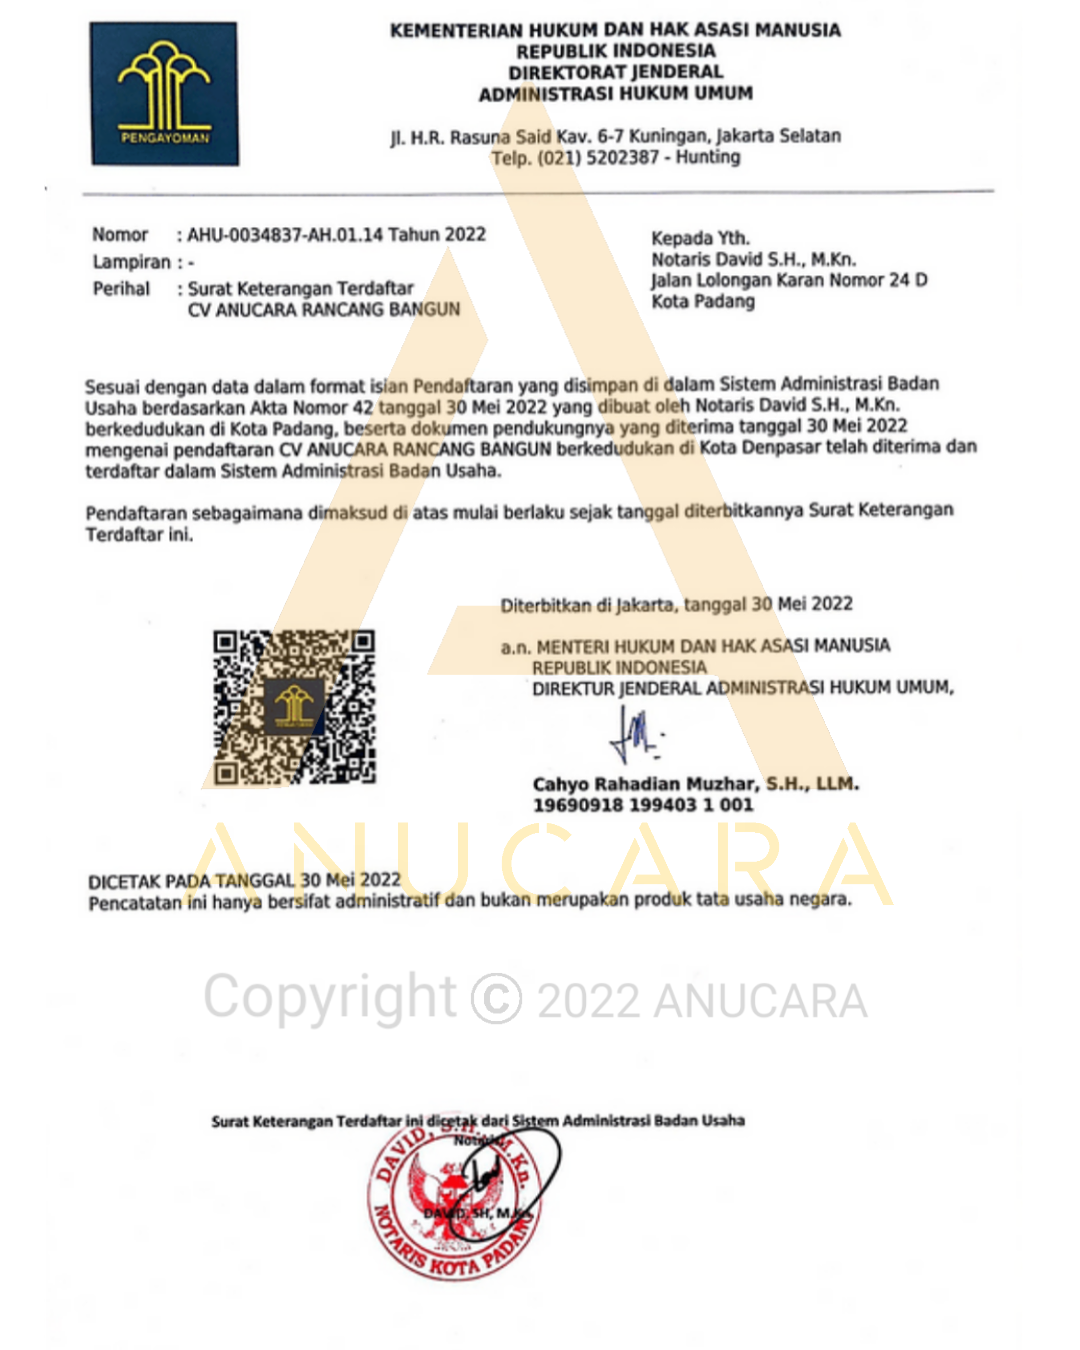 PENGAYOMAN
KEMENTERIAN HUKUM DAN HAK ASASI MANUSIA
REPUBLIK INDONESIA
DIREKTORAT JENDERAL
ADMINISTRASI HUKUM UMUM
Jl. H.R. Rasuna Said Kav. 6-7 Kuningan, Jakarta Selatan
Telp. (021) 5202387 - Hunting
Nomor : AHU-0034837-AH.01.14 Tahun 2022
Lampiran : -
Perihal : Surat Keterangan Terdaftar
CV ANUCARA RANCANG BANGUN
Kepada Yth.
Notaris David S.H., M.Kn.
Jalan Lolongan Karan Nomor 24 D
Kota Padang
Sesuai dengan data dalam format isian Pendaftaran yang disimpan di dalam Sistem Administrasi Badan
Usaha berdasarkan Akta Nomor 42 tanggal 30 Mei 2022 yang dibuat oleh Notaris David S.H., M.Kn.
berkedudukan di Kota Padang, beserta dokumen pendukungnya yang diterima tanggal 30 Mei 2022
mengenai pendaftaran CV ANUCARA RANCANG BANGUN berkedudukan di Kota Denpasar telah diterima dan
terdaftar dalam Sistem Administrasi Badan Usaha.
Pendaftaran sebagaimana dimaksud di atas mulai berlaku sejak tanggal diterbitkannya Surat Keterangan
Terdaftar ini.
Diterbitkan di Jakarta, tanggal 30 Mei 2022
a.n. MENTERI HUKUM DAN HAK ASASI MANUSIA
REPUBLIK INDONESIA
DIREKTUR JENDERAL ADMINISTRASI HUKUM UMUM,
Cahyo Rahadian Muzhar, S.H., LLM.
19690918 199403 1 001
ANUCARA
DICETAK PADA TANGGAL 30 Mei 2022
Pencatatan ini hanya bersifat administratif dan bukan merupakan produk tata usaha negara.
Copyright © 2022 ANUCARA
Surat Keterangan Terdaftar ini dicetak dari Sistem Administrasi Badan Usaha
Notaris
DAVID, S.H., M.Kn.
DAVID, SH, M.Kn
NOTARIS KOTA PADANG